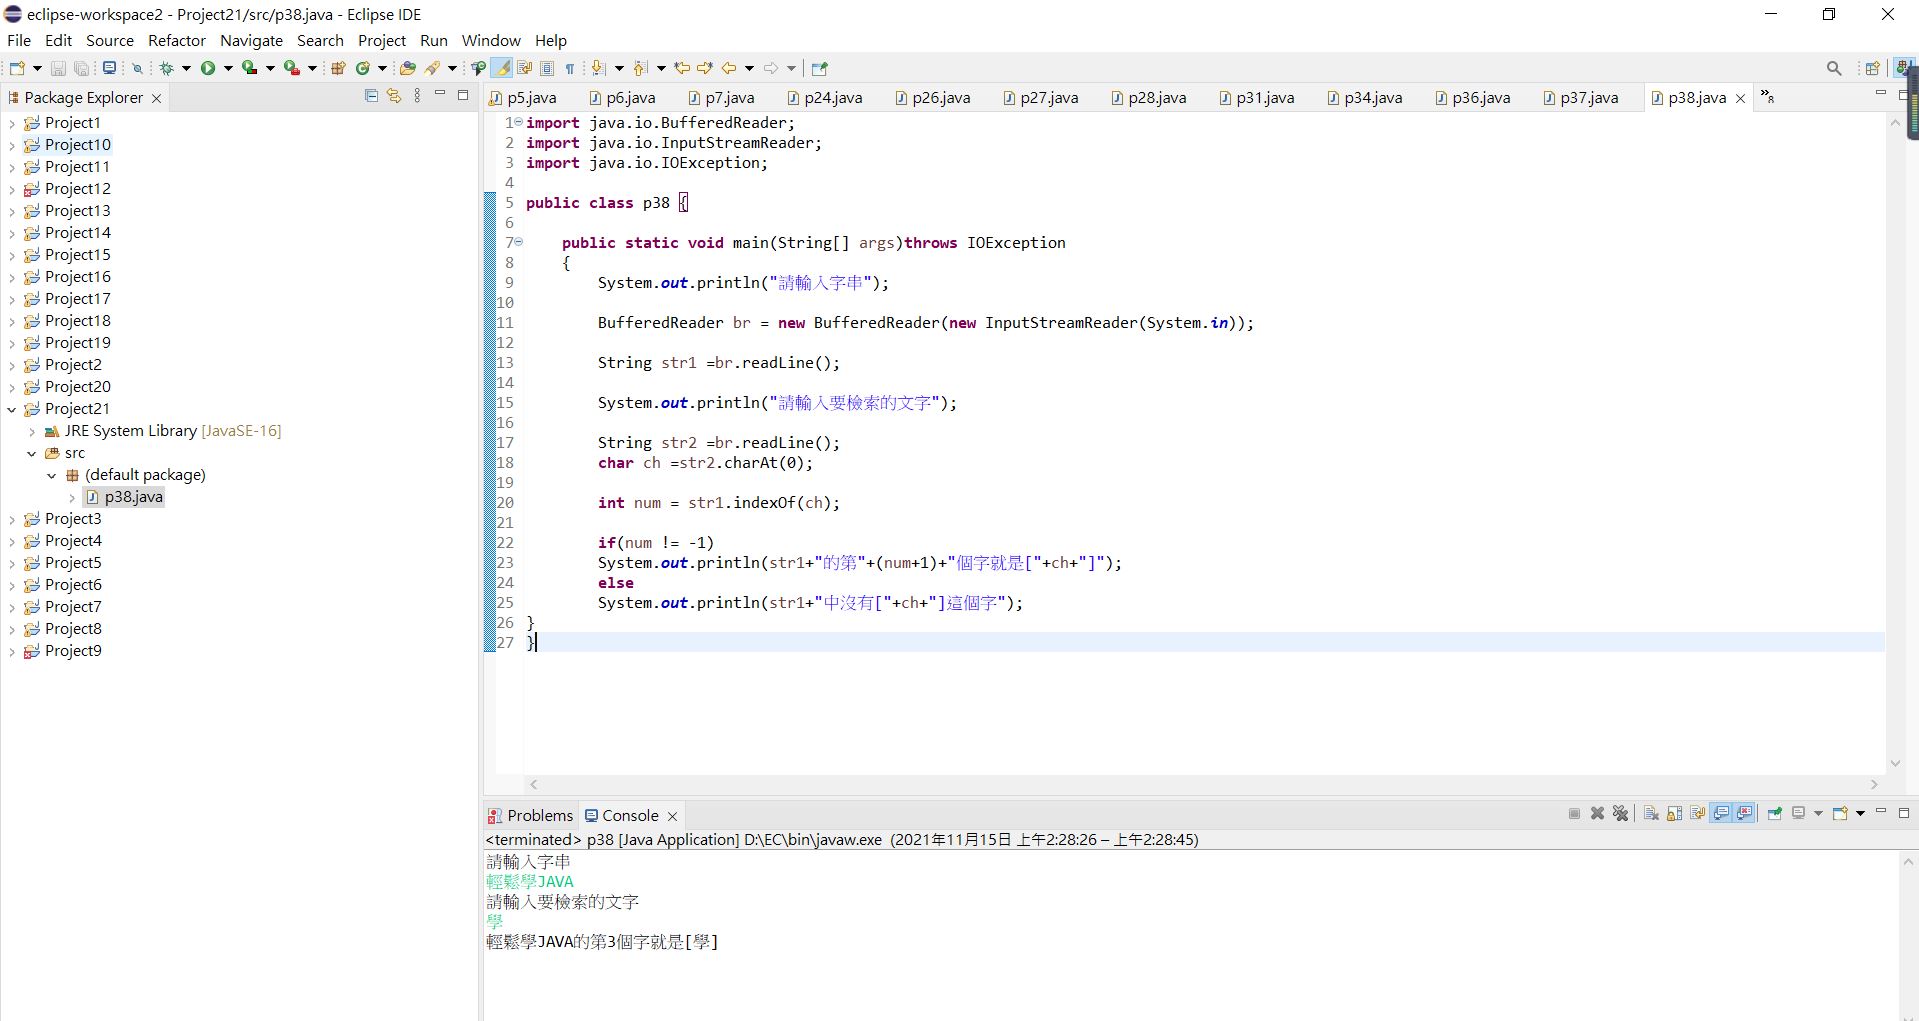 eclipse-workspace2 - Project21/src/p38.java - Eclipse IDE
File Edit Source Refactor Navigate Search Project Run Window Help
Package Explorer
p5.java p6.java p7.java p24.java p26.java p27.java p28.java p31.java p34.java p36.java p37.java p38.java »8
Project1
Project10
Project11
Project12
Project13
Project14
Project15
Project16
Project17
Project18
Project19
Project2
Project20
Project21
JRE System Library [JavaSE-16]
src
(default package)
p38.java
Project3
Project4
Project5
Project6
Project7
Project8
Project9
1 import java.io.BufferedReader;
2 import java.io.InputStreamReader;
3 import java.io.IOException;
4
5 public class p38 {
6
7 public static void main(String[] args)throws IOException
8 {
9 System.out.println("請輸入字串");
10
11 BufferedReader br = new BufferedReader(new InputStreamReader(System.in));
12
13 String str1 =br.readLine();
14
15 System.out.println("請輸入要檢索的文字");
16
17 String str2 =br.readLine();
18 char ch =str2.charAt(0);
19
20 int num = str1.indexOf(ch);
21
22 if(num != -1)
23 System.out.println(str1+"的第"+(num+1)+"個字就是["+ch+"]");
24 else
25 System.out.println(str1+"中沒有["+ch+"]這個字");
26 }
27 }
Problems Console
<terminated> p38 [Java Application] D:\EC\bin\javaw.exe (2021年11月15日 上午2:28:26 – 上午2:28:45)
請輸入字串
輕鬆學JAVA
請輸入要檢索的文字
學
輕鬆學JAVA的第3個字就是[學]